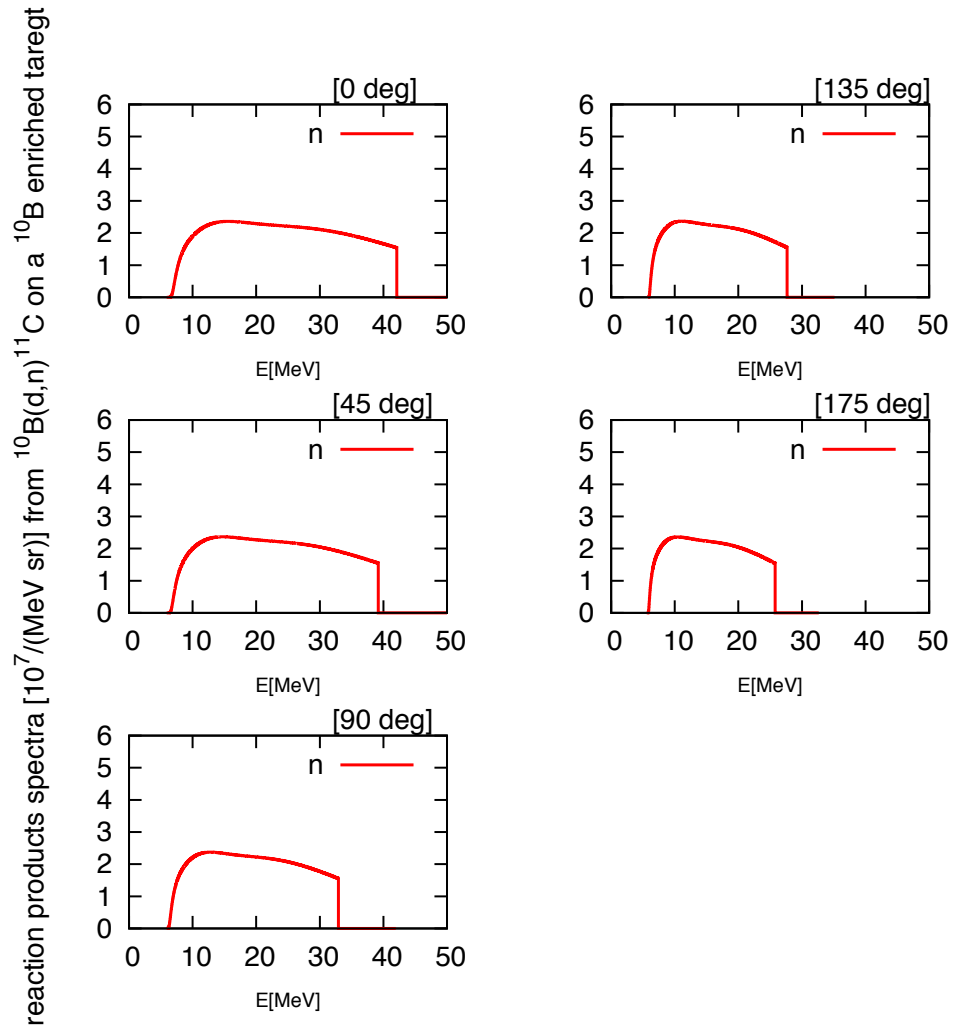 reaction products spectra [10^7/(MeV sr)] from ^10B(d,n)^11C on a ^10B enriched taregt
[0 deg]
n
6
5
4
3
2
1
0
0 10 20 30 40 50
E[MeV]
[135 deg]
n
6
5
4
3
2
1
0
0 10 20 30 40 50
E[MeV]
[45 deg]
n
6
5
4
3
2
1
0
0 10 20 30 40 50
E[MeV]
[175 deg]
n
6
5
4
3
2
1
0
0 10 20 30 40 50
E[MeV]
[90 deg]
n
6
5
4
3
2
1
0
0 10 20 30 40 50
E[MeV]